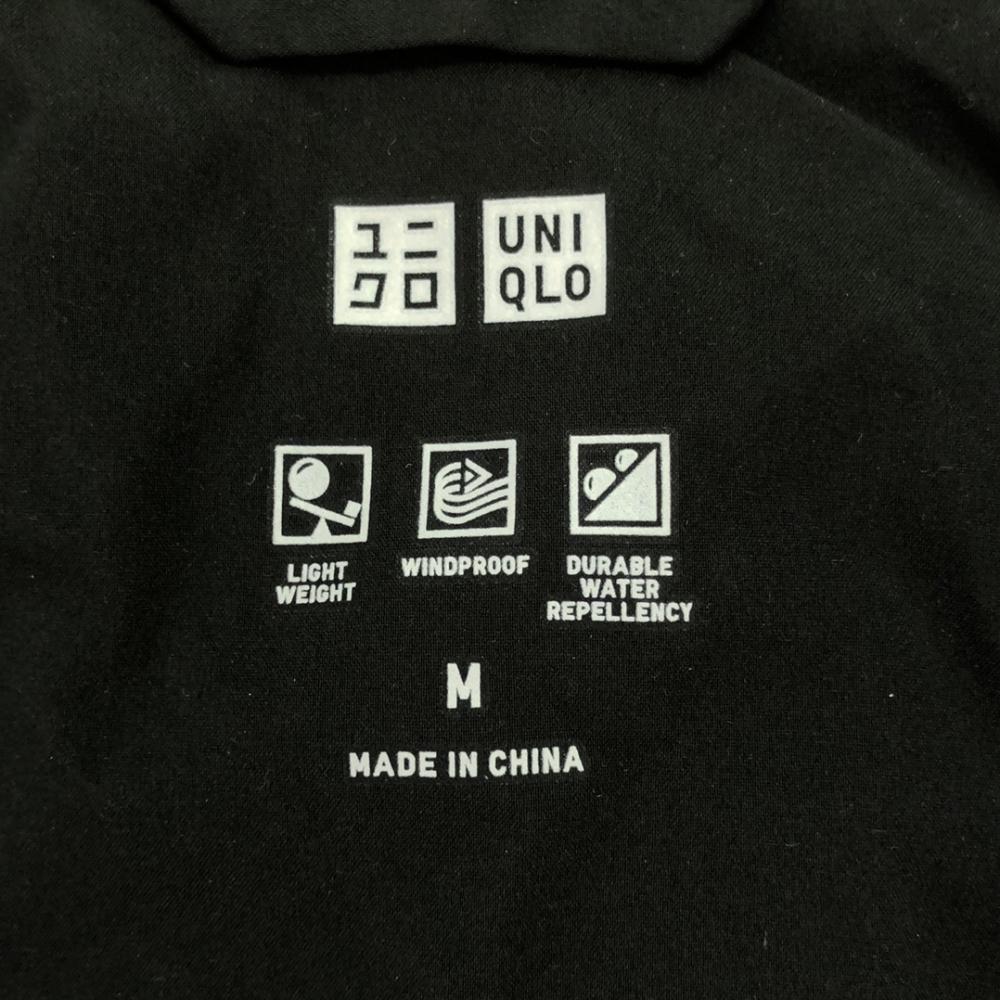 ユニ
クロ
UNI
QLO
LIGHT
WEIGHT
WINDPROOF
DURABLE
WATER
REPELLENCY
M
MADE IN CHINA